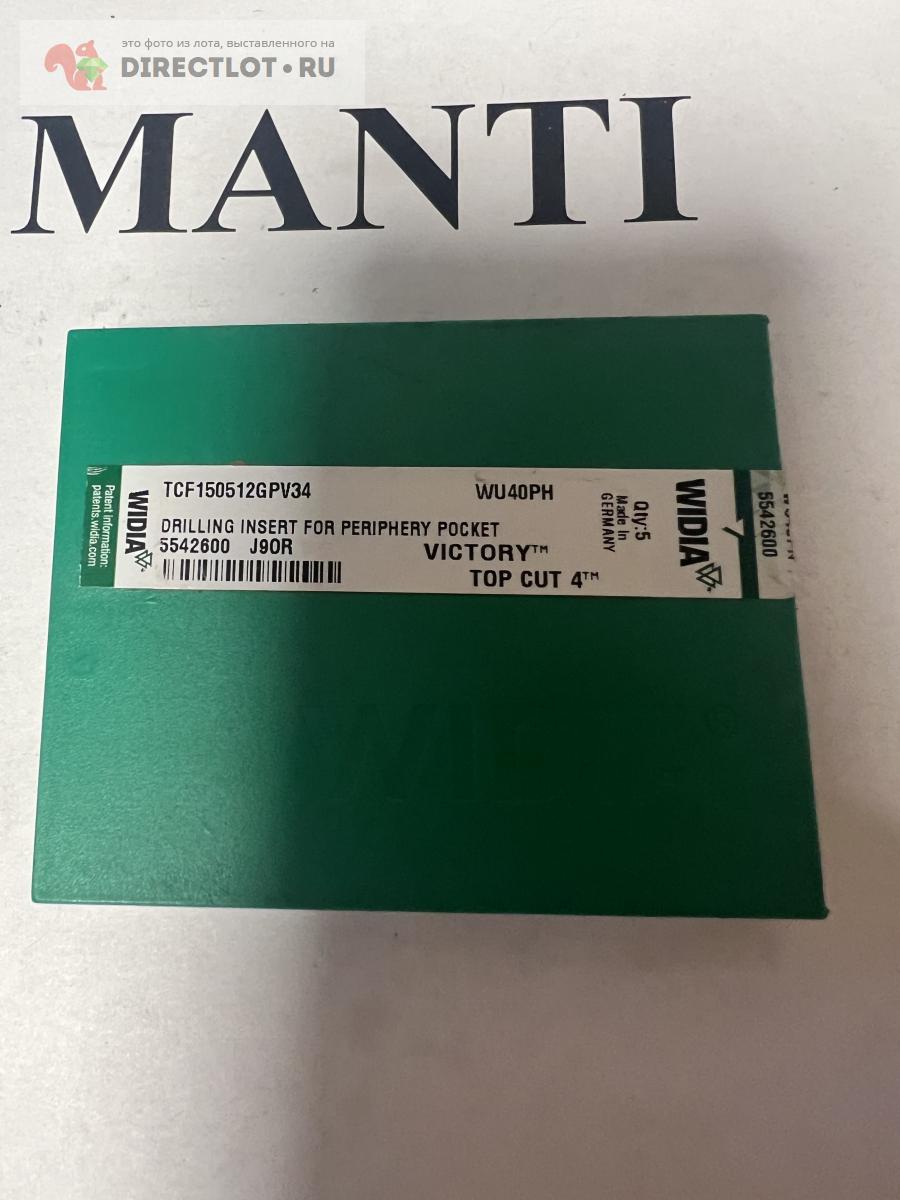 это фото из лота, выставленного на
DIRECTLOT•RU
MANTI
Patent information:
patents.widia.com
WIDIA
TCF150512GPV34
WU40PH
DRILLING INSERT FOR PERIPHERY POCKET
5542600 J9OR
VICTORY™
TOP CUT 4™
Qty:5
Made In
GERMANY
WIDIA
5542600